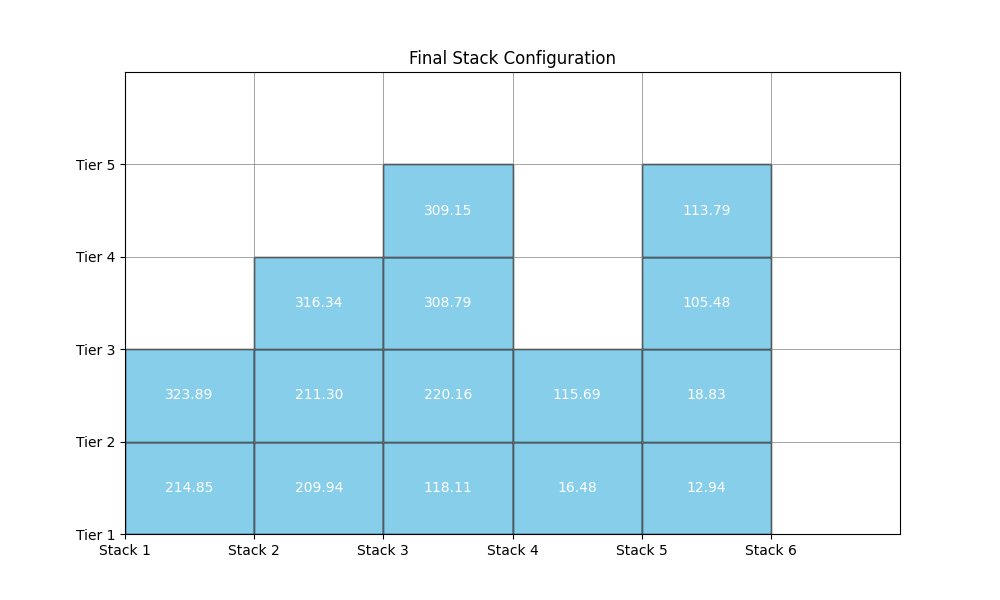 Final Stack Configuration
Tier 5
309.15 113.79
Tier 4
316.34 308.79 105.48
Tier 3
323.89 211.30 220.16 115.69 18.83
Tier 2
214.85 209.94 118.11 16.48 12.94
Tier 1
Stack 1 Stack 2 Stack 3 Stack 4 Stack 5 Stack 6